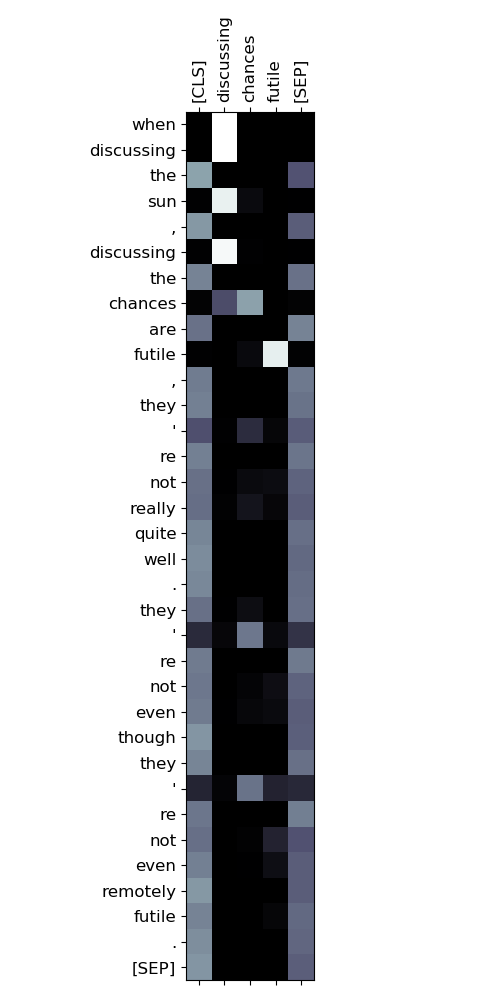 [CLS]
discussing
chances
futile
[SEP]
when
discussing
the
sun
,
discussing
the
chances
are
futile
,
they
'
re
not
really
quite
well
.
they
'
re
not
even
though
they
'
re
not
even
remotely
futile
.
[SEP]